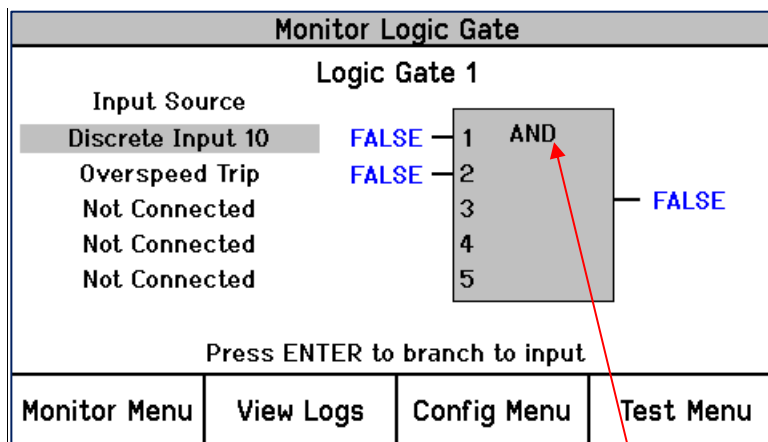 Monitor Logic Gate
Logic Gate 1
Input Source
Discrete Input 10 FALSE 1 AND
Overspeed Trip FALSE 2
FALSE
Not Connected 3
Not Connected 4
Not Connected 5
Press ENTER to branch to input
Monitor Menu View Logs Config Menu Test Menu